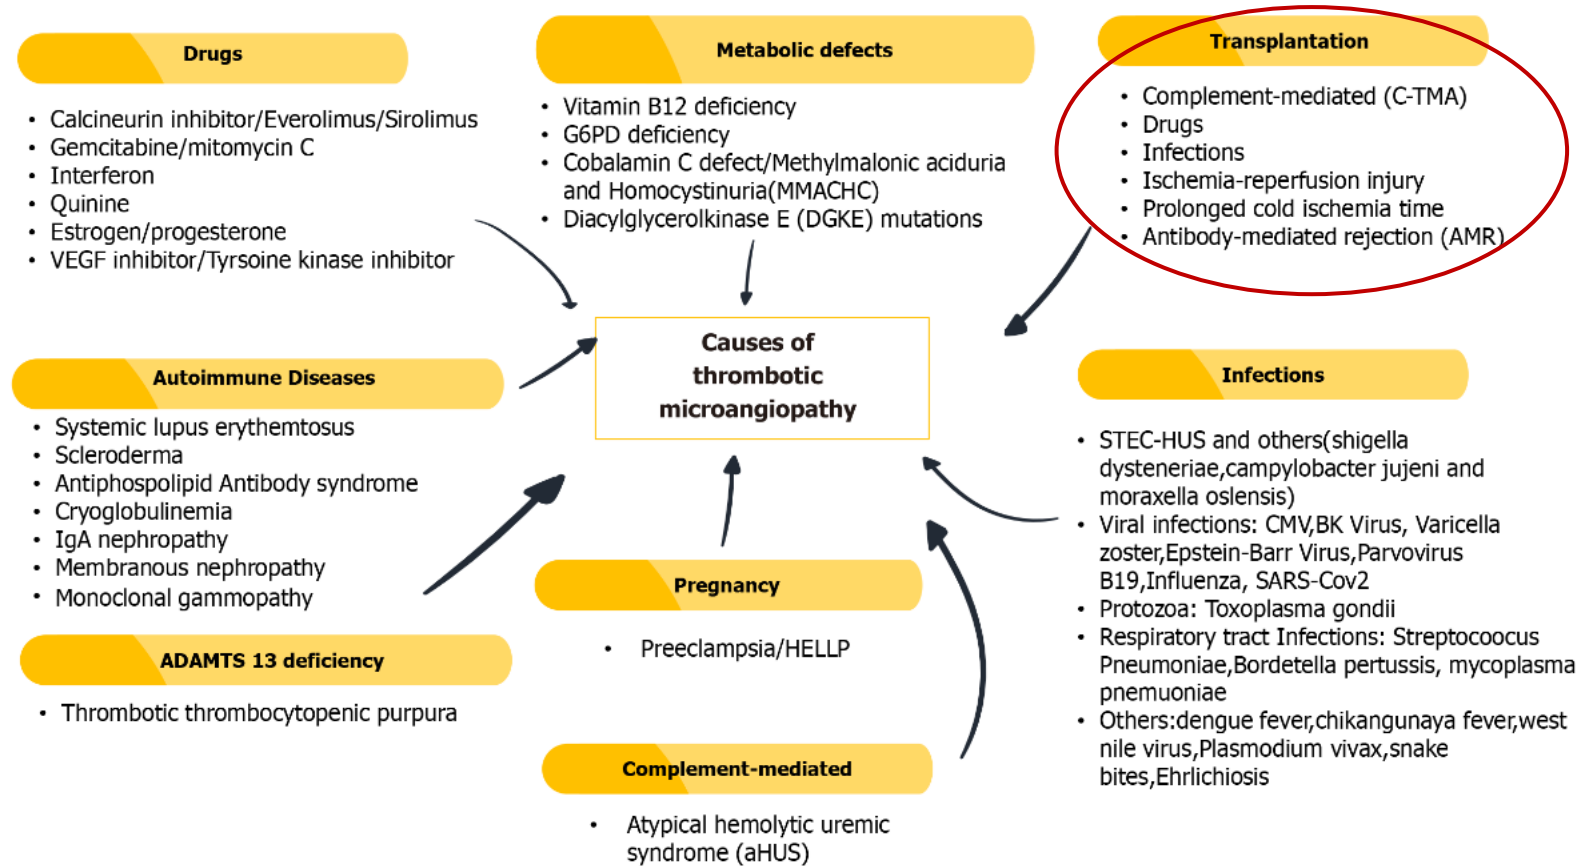 Drugs
• Calcineurin inhibitor/Everolimus/Sirolimus
• Gemcitabine/mitomycin C
• Interferon
• Quinine
• Estrogen/progesterone
• VEGF inhibitor/Tyrsoine kinase inhibitor
Metabolic defects
• Vitamin B12 deficiency
• G6PD deficiency
• Cobalamin C defect/Methylmalonic aciduria
and Homocystinuria(MMACHC)
• Diacylglycerolkinase E (DGKE) mutations
Transplantation
• Complement-mediated (C-TMA)
• Drugs
• Infections
• Ischemia-reperfusion injury
• Prolonged cold ischemia time
• Antibody-mediated rejection (AMR)
Causes of
thrombotic
microangiopathy
Autoimmune Diseases
• Systemic lupus erythemtosus
• Scleroderma
• Antiphospolipid Antibody syndrome
• Cryoglobulinemia
• IgA nephropathy
• Membranous nephropathy
• Monoclonal gammopathy
Infections
• STEC-HUS and others(shigella
dysteneriae,campylobacter jujeni and
moraxella oslensis)
• Viral infections: CMV,BK Virus, Varicella
zoster,Epstein-Barr Virus,Parvovirus
B19,Influenza, SARS-Cov2
• Protozoa: Toxoplasma gondii
• Respiratory tract Infections: Streptocoocus
Pneumoniae,Bordetella pertussis, mycoplasma
pnemuoniae
• Others:dengue fever,chikangunaya fever,west
nile virus,Plasmodium vivax,snake
bites,Ehrlichiosis
ADAMTS 13 deficiency
• Thrombotic thrombocytopenic purpura
Pregnancy
• Preeclampsia/HELLP
Complement-mediated
• Atypical hemolytic uremic
syndrome (aHUS)